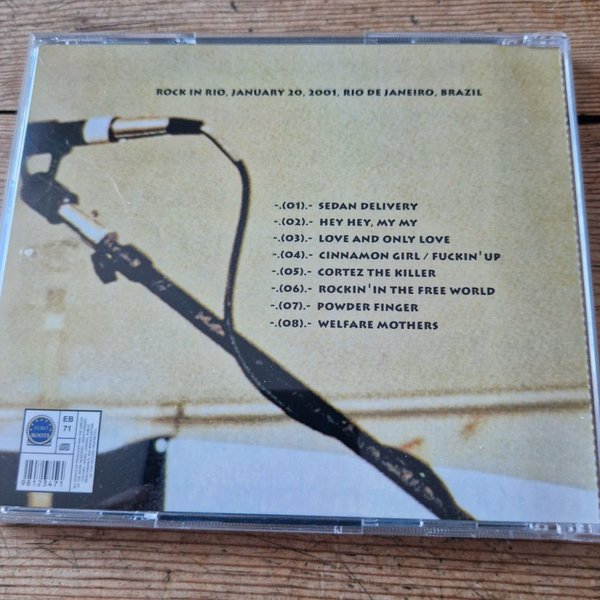 ROCK IN RIO, JANUARY 20, 2001, RIO DE JANEIRO, BRAZIL
-.(01).- SEDAN DELIVERY
-.(02).- HEY HEY, MY MY
-.(03).- LOVE AND ONLY LOVE
-.(04).- CINNAMON GIRL / FUCKIN' UP
-.(05).- CORTEZ THE KILLER
-.(06).- ROCKIN' IN THE FREE WORLD
-.(07).- POWDER FINGER
-.(08).- WELFARE MOTHERS
EURO
BOOTS
EB
71
98123471